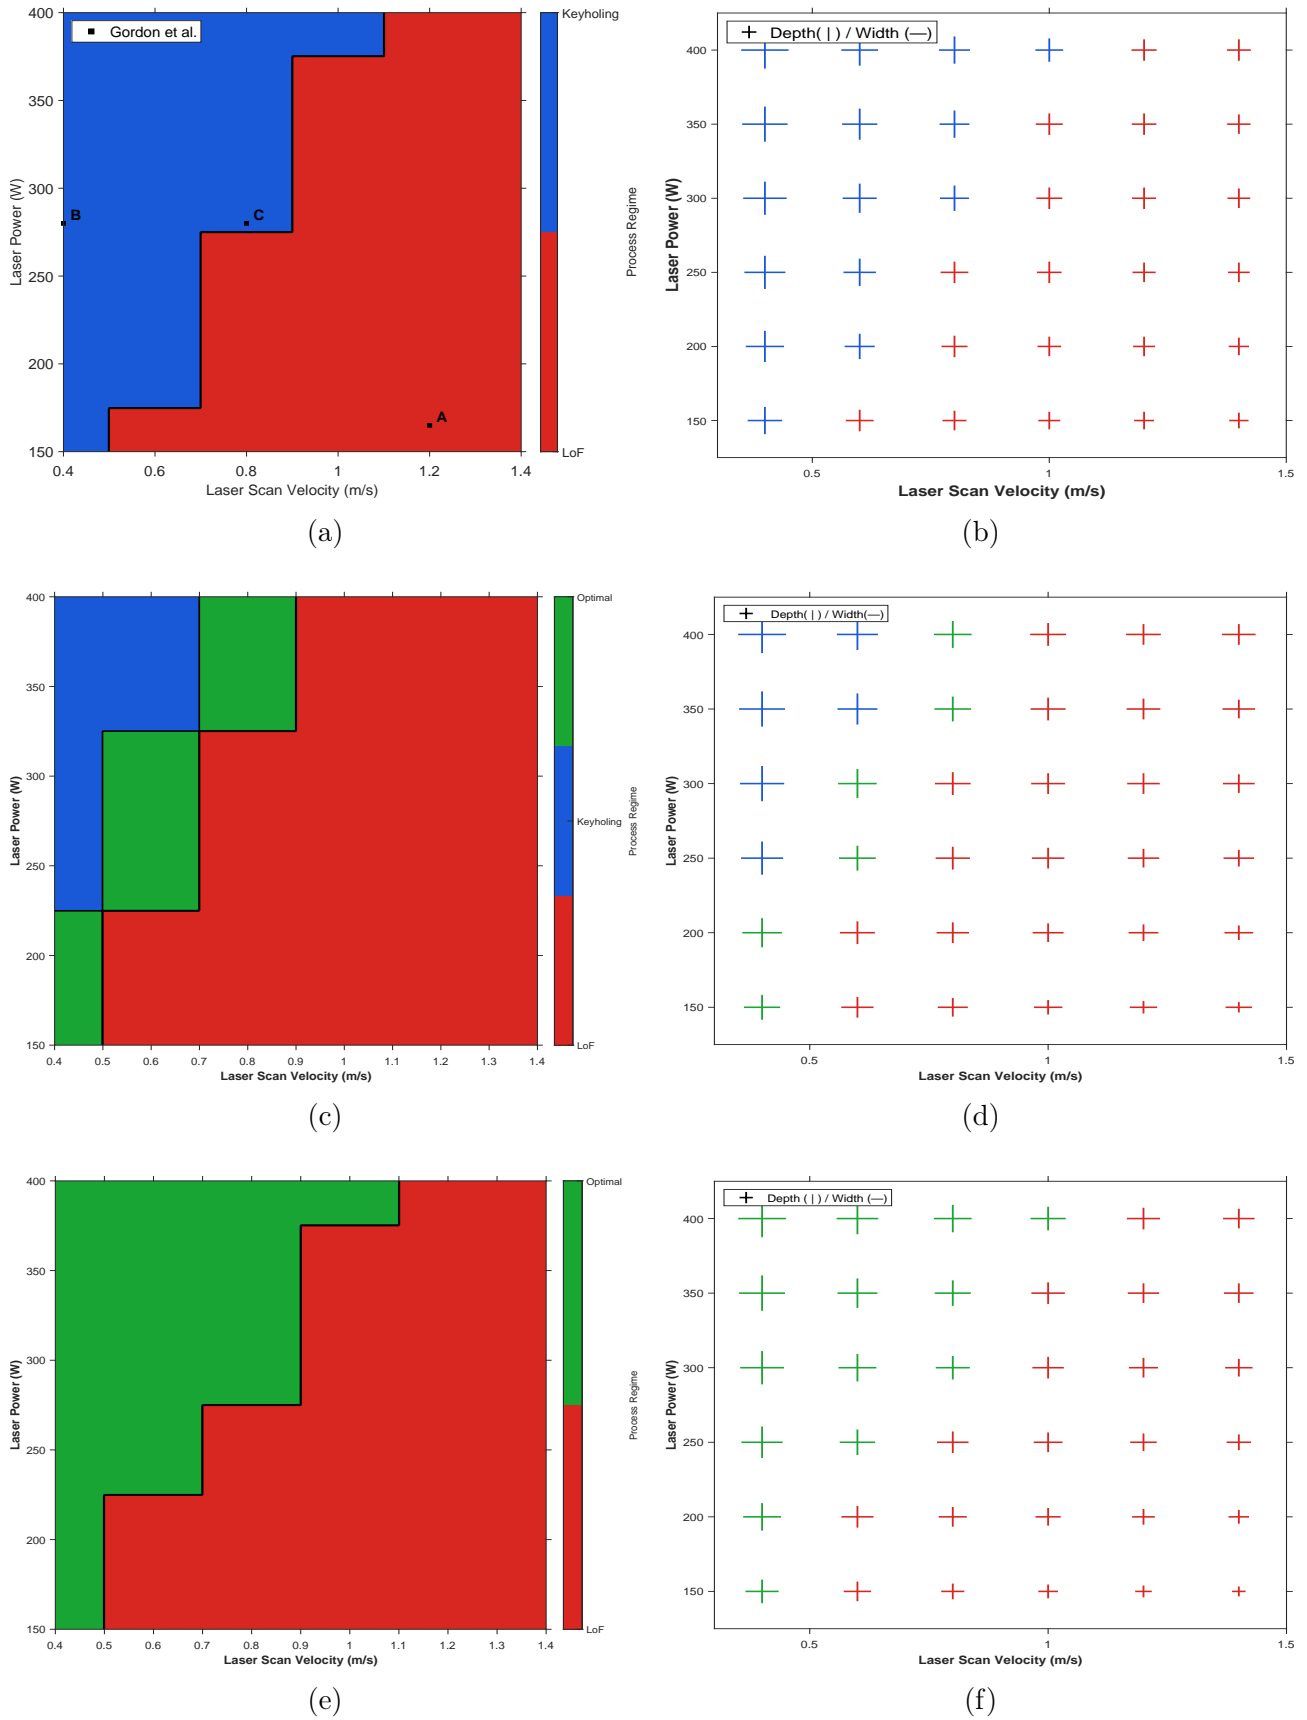 Gordon et al.
B
C
A
400
350
300
250
200
150
0.4
0.6
0.8
1
1.2
1.4
Laser Power (W)
Laser Scan Velocity (m/s)
Keyholing
LoF
Process Regime
(a)
Depth( | ) / Width (—)
400
350
300
250
200
150
0.5
1
1.5
Laser Power (W)
Laser Scan Velocity (m/s)
(b)
400
350
300
250
200
150
0.4
0.5
0.6
0.7
0.8
0.9
1
1.1
1.2
1.3
1.4
Laser Power (W)
Laser Scan Velocity (m/s)
Optimal
Keyholing
LoF
Process Regime
(c)
Depth( | ) / Width(—)
400
350
300
250
200
150
0.5
1
1.5
Laser Power (W)
Laser Scan Velocity (m/s)
(d)
400
350
300
250
200
150
0.4
0.5
0.6
0.7
0.8
0.9
1
1.1
1.2
1.3
1.4
Laser Power (W)
Laser Scan Velocity (m/s)
Optimal
LoF
Process Regime
(e)
Depth ( | ) / Width (—)
400
350
300
250
200
150
0.5
1
1.5
Laser Power (W)
Laser Scan Velocity (m/s)
(f)